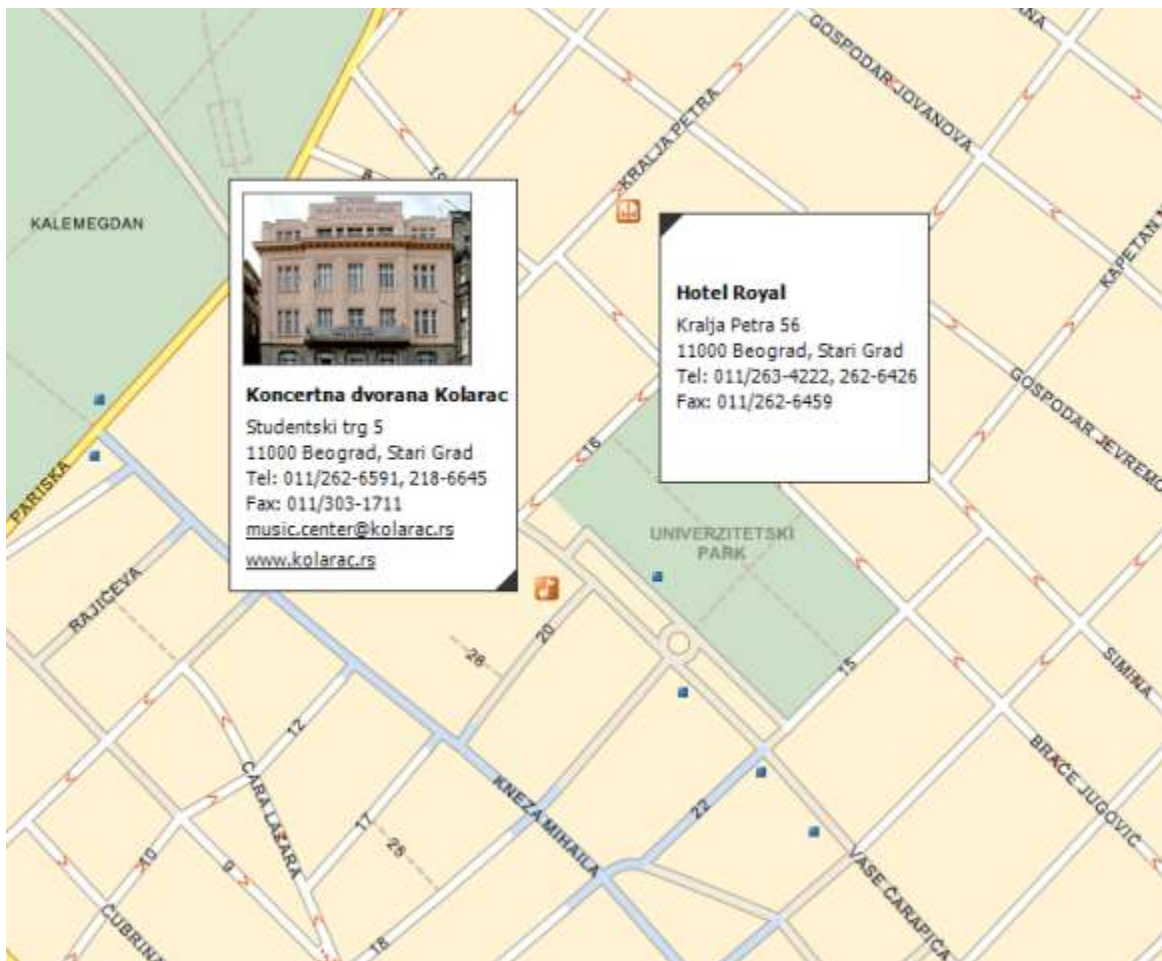 GOSPODAR JOVANOVA
KRALJA PETRA
19
KALEMEGDAN
KAPETAN
Hotel Royal
Kralja Petra 56
11000 Beograd, Stari Grad
Tel: 011/263-4222, 262-6426
Fax: 011/262-6459
Koncertna dvorana Kolarac
Studentski trg 5
11000 Beograd, Stari Grad
Tel: 011/262-6591, 218-6645
Fax: 011/303-1711
music.center@kolarac.rs
www.kolarac.rs
GOSPODAR JEVREMO
16
PARISKA
UNIVERZITETSKI
PARK
RAJIĆEVA
20
26
15
SIMINA
12
CARA LAZARA
KNEZA MIHAILA
BRAĆE JUGOVIĆ
17
22
25
10
9
VASE ČARAPIĆA
ČUBRINA
18